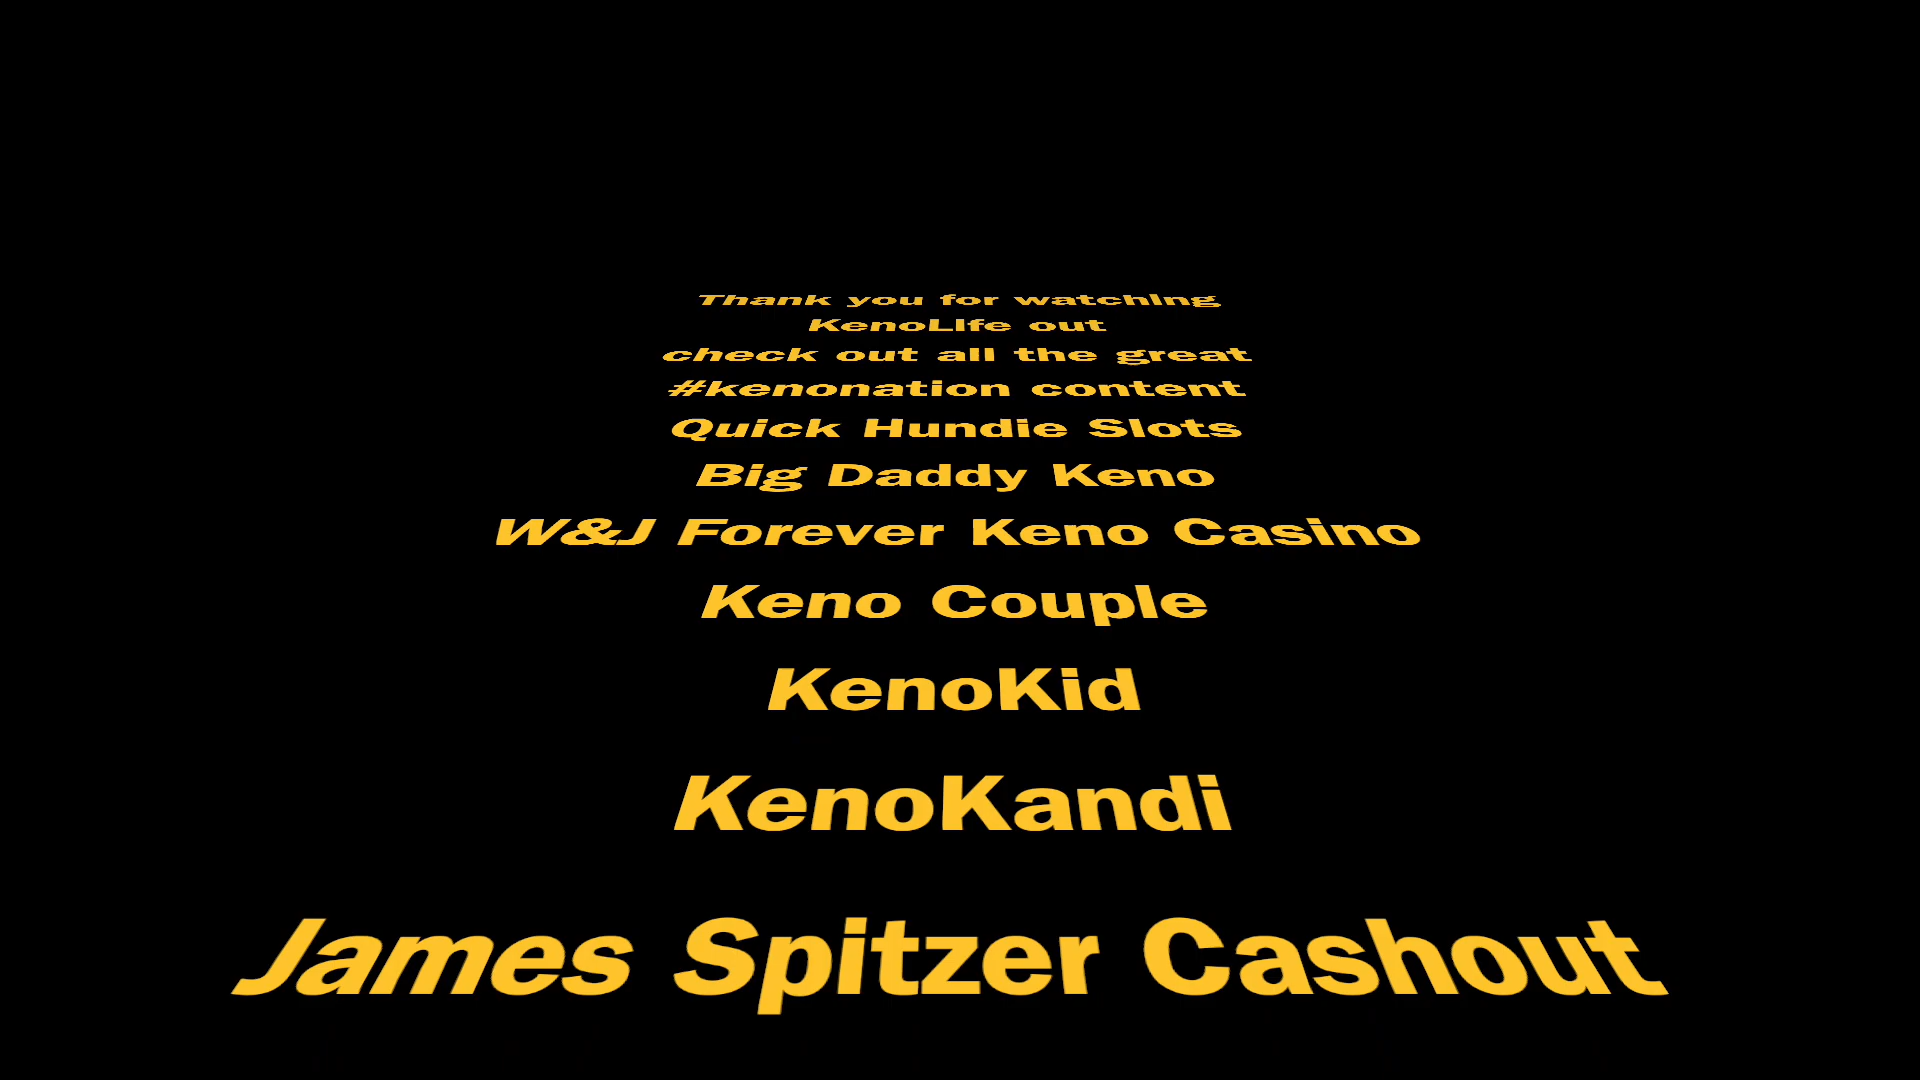 Thank you for watching
KenoLife out
check out all the great
#kenonation content
Quick Hundie Slots
Big Daddy Keno
W&J Forever Keno Casino
Keno Couple
KenoKid
KenoKandi
James Spitzer Cashout